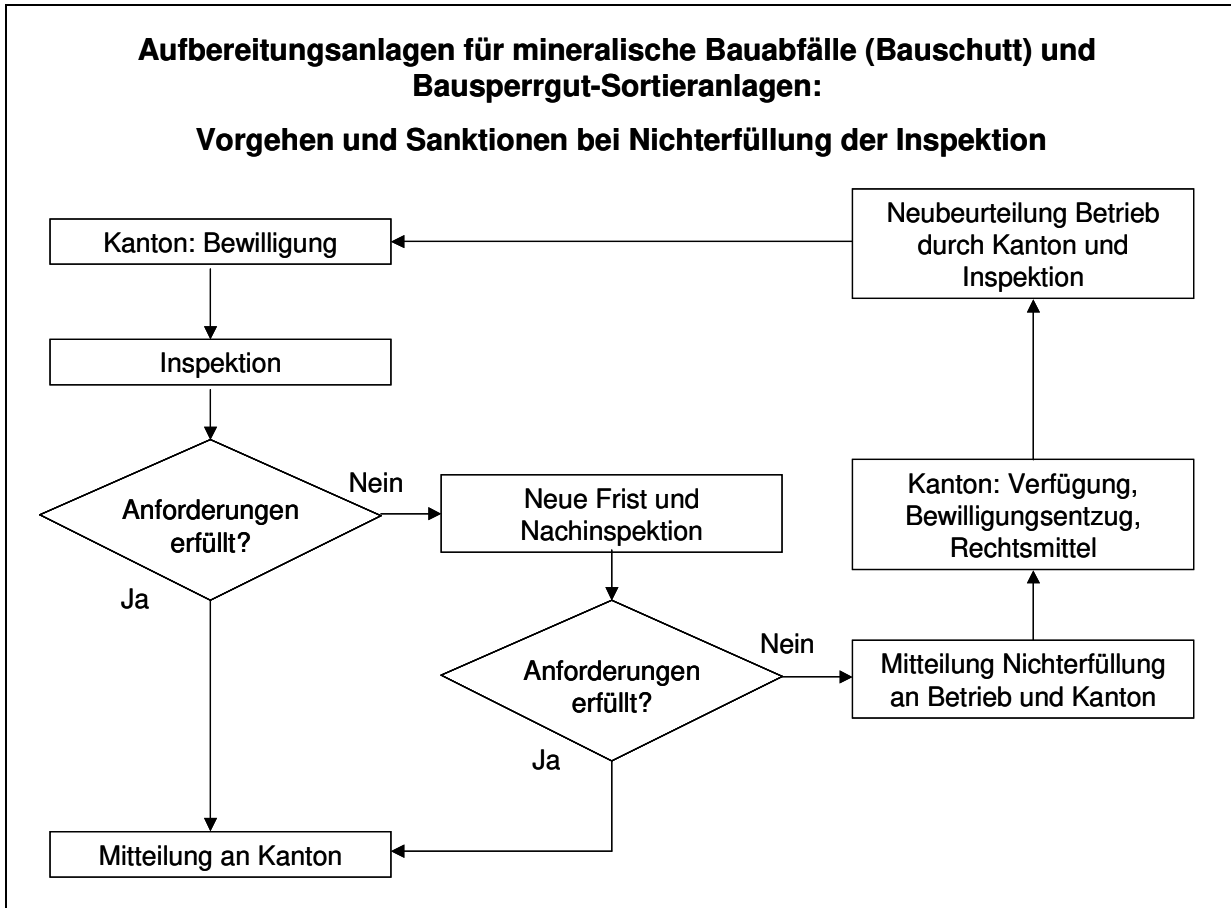 Aufbereitungsanlagen für mineralische Bauabfälle (Bauschutt) und
Bausperrgut-Sortieranlagen:
Vorgehen und Sanktionen bei Nichterfüllung der Inspektion
Kanton: Bewilligung
Neubeurteilung Betrieb
durch Kanton und
Inspektion
Inspektion
Anforderungen
erfüllt?
Nein
Ja
Neue Frist und
Nachinspektion
Kanton: Verfügung,
Bewilligungsentzug,
Rechtsmittel
Anforderungen
erfüllt?
Nein
Ja
Mitteilung Nichterfüllung
an Betrieb und Kanton
Mitteilung an Kanton